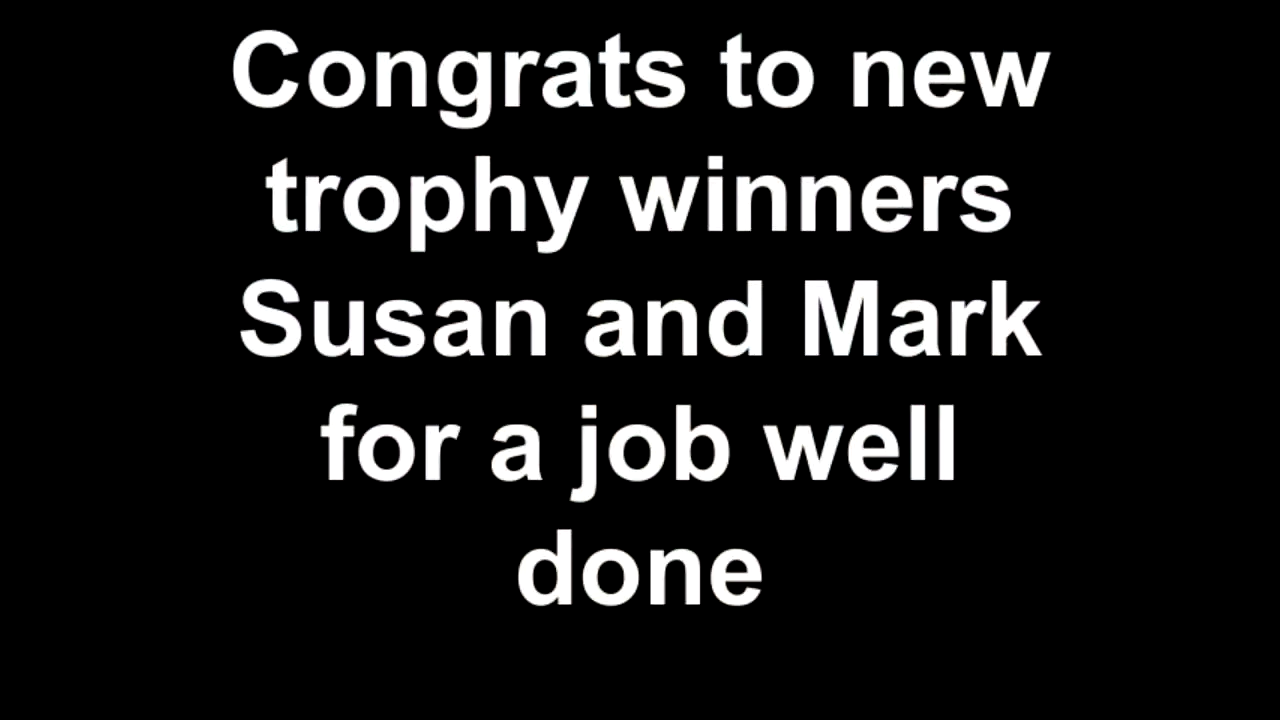 Congrats to new
trophy winners
Susan and Mark
for a job well
done